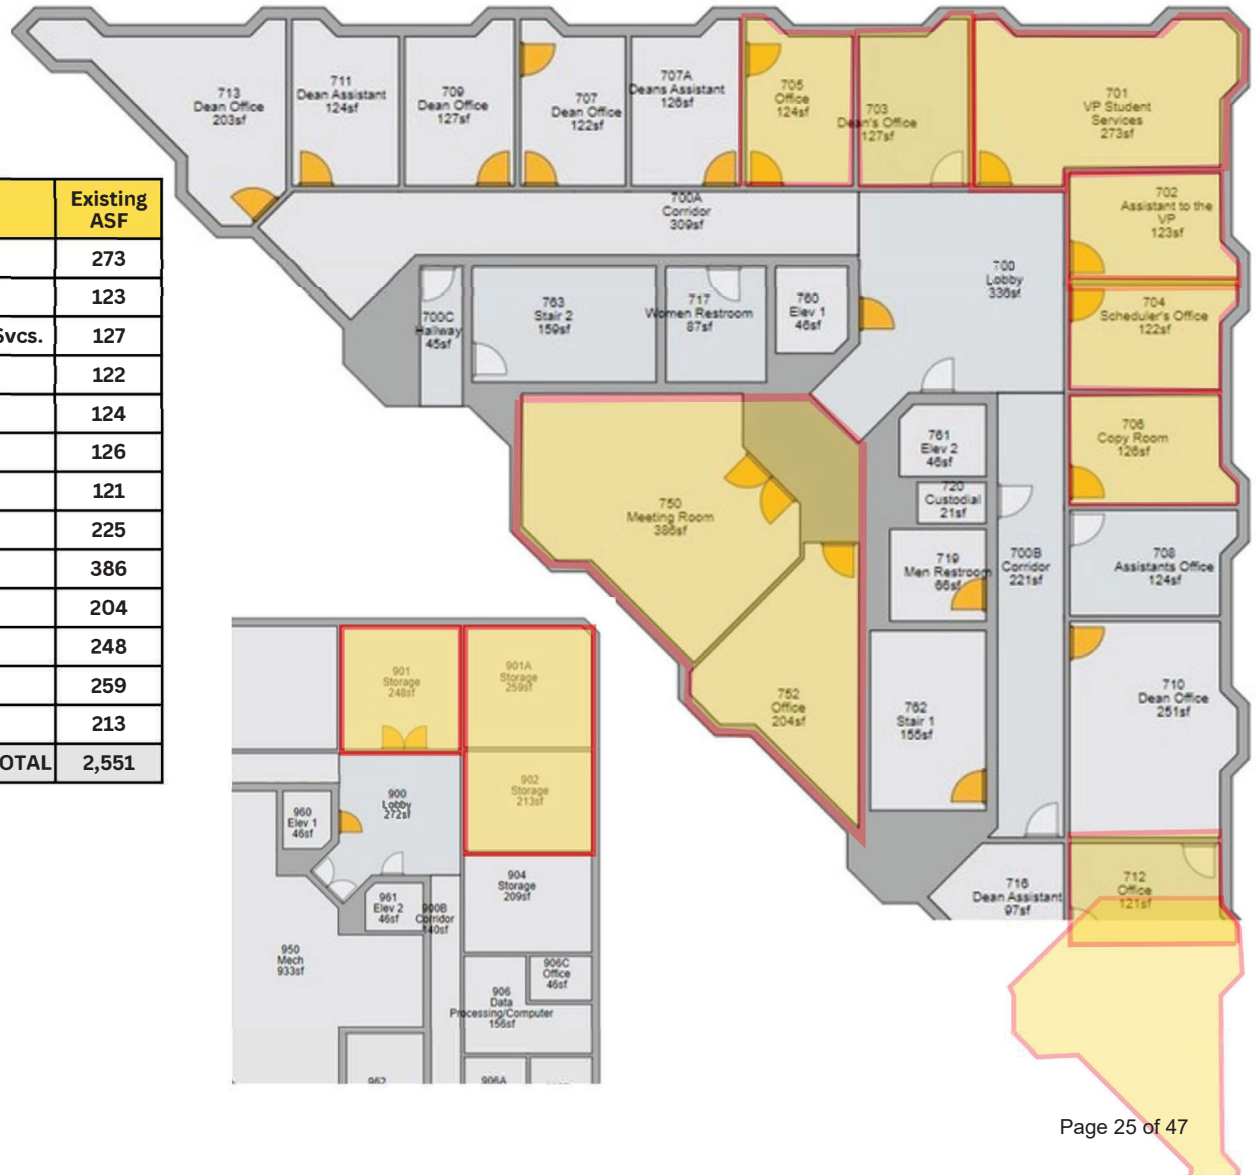 713
Dean Office
203sf
711
Dean Assistant
124sf
709
Dean Office
127sf
707
Dean Office
122sf
707A
Deans Assistant
126sf
705
Office
124sf
703
Dean's Office
127sf
701
VP Student
Services
273sf
702
Assistant to the
VP
123sf
704
Scheduler's Office
122sf
706
Copy Room
126sf
700A
Corridor
309sf
700
Lobby
336sf
700C
Hallway
45sf
763
Stair 2
159sf
717
Women Restroom
87sf
760
Elev 1
46sf
761
Elev 2
46sf
720
Custodial
21sf
719
Men Restroom
66sf
700B
Corridor
221sf
708
Assistants Office
124sf
710
Dean Office
251sf
750
Meeting Room
386sf
752
Office
204sf
762
Stair 1
155sf
716
Dean Assistant
97sf
712
Office
121sf
Existing
ASF
273
123
Svcs. 127
122
124
126
121
225
386
204
248
259
213
OTAL 2,551
901
Storage
248sf
901A
Storage
259sf
902
Storage
213sf
900
Lobby
272sf
960
Elev 1
46sf
961
Elev 2
46sf
900B
Corridor
140sf
904
Storage
209sf
950
Mech
933sf
906
Data
Processing/Computer
156sf
906C
Office
46sf
962
906A
Page 25 of 47